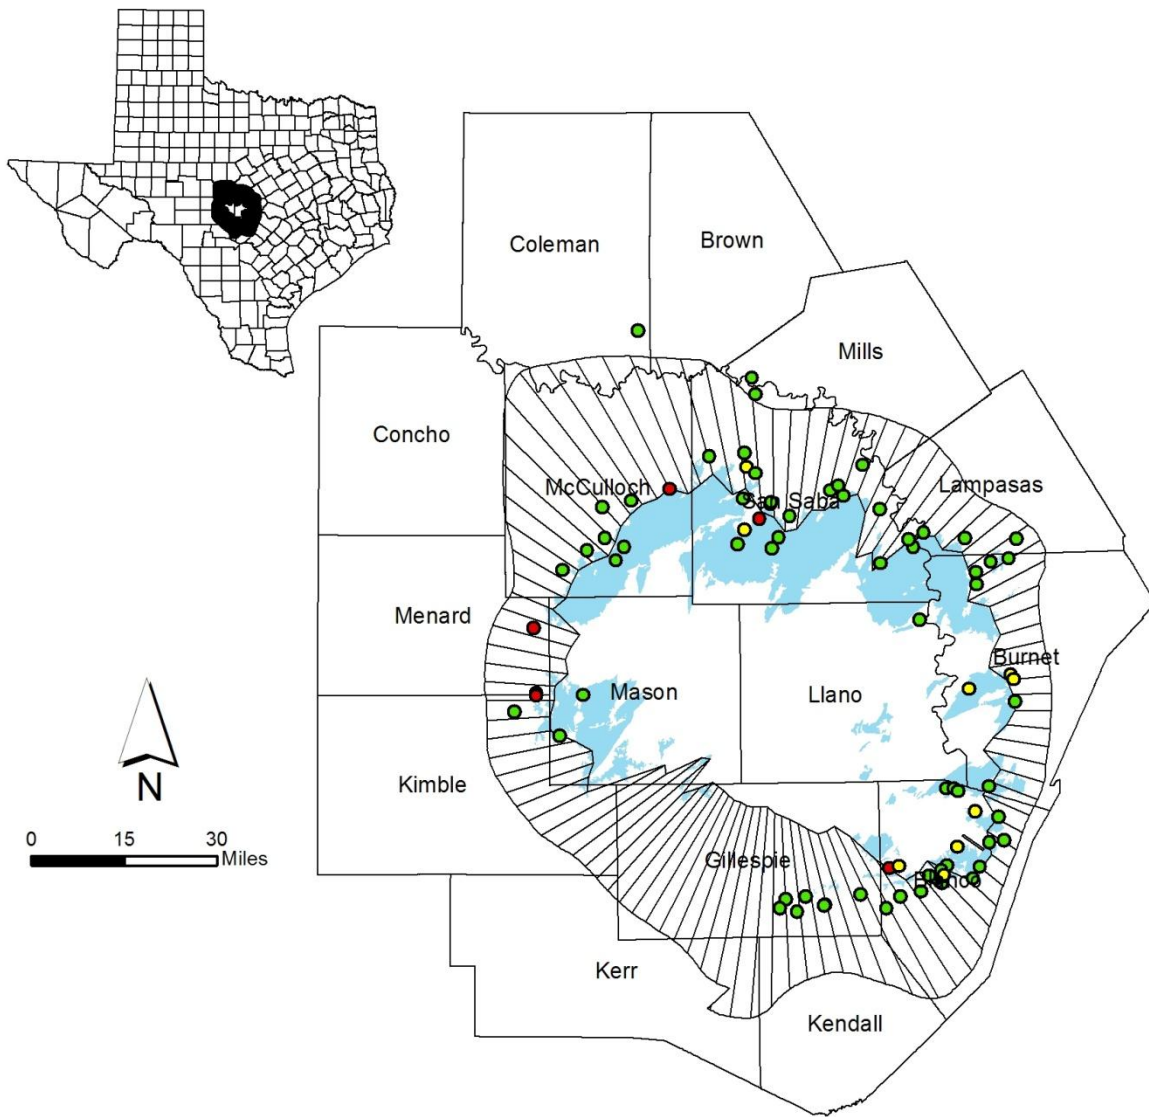 Coleman
Brown
Mills
Concho
McCulloch
San Saba
Lampasas
Menard
Mason
Llano
Burnet
N
Kimble
0 15 30
Miles
Gillespie
Blanco
Kerr
Kendall